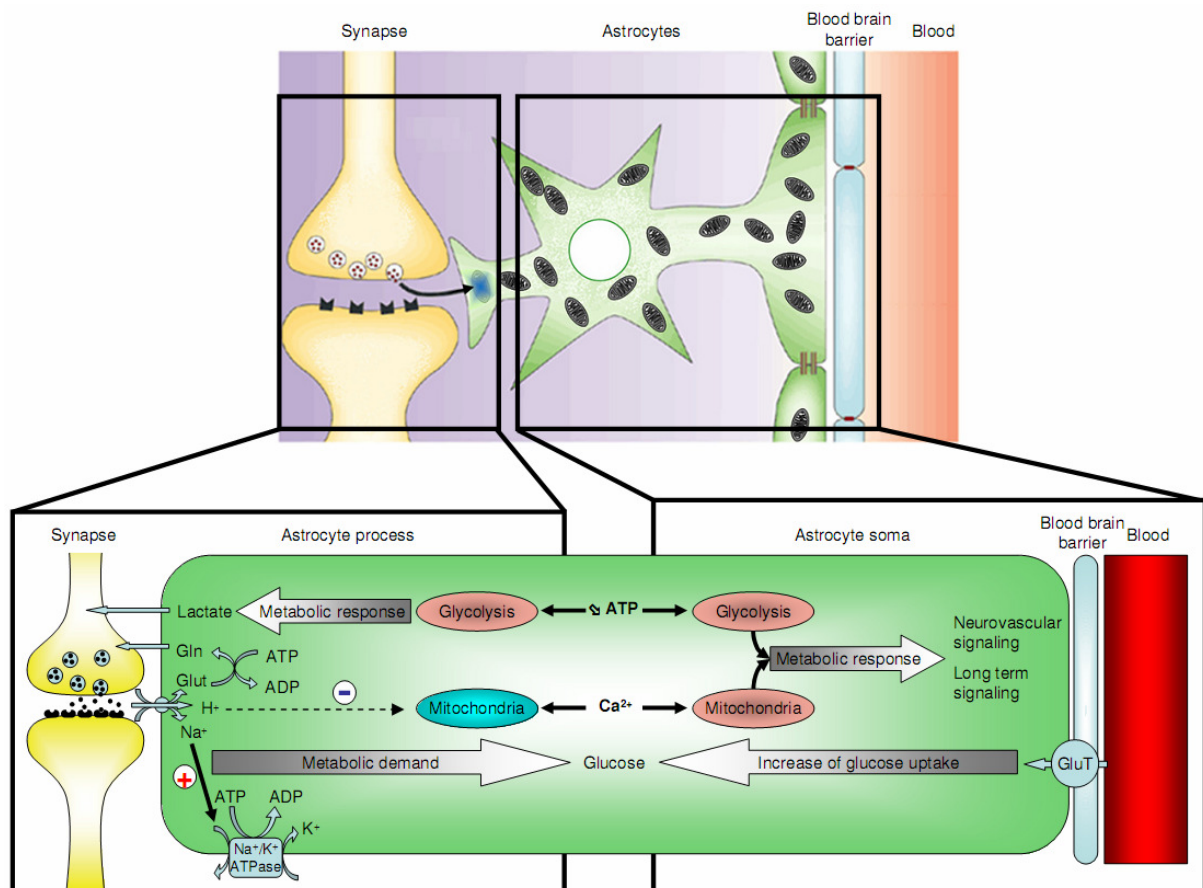 Synapse
Astrocytes
Blood brain
barrier
Blood
Synapse
Astrocyte process
Astrocyte soma
Blood brain
barrier
Blood
Lactate
Metabolic response
Glycolysis
⇘ ATP
Glycolysis
Gln
ATP
Glut
ADP
Metabolic response
Neurovascular
signaling
Long term
signaling
H⁺
−
Mitochondria
Ca²⁺
Mitochondria
Na⁺
Metabolic demand
Glucose
Increase of glucose uptake
GluT
+
ATP
ADP
K⁺
Na⁺/K⁺
ATPase